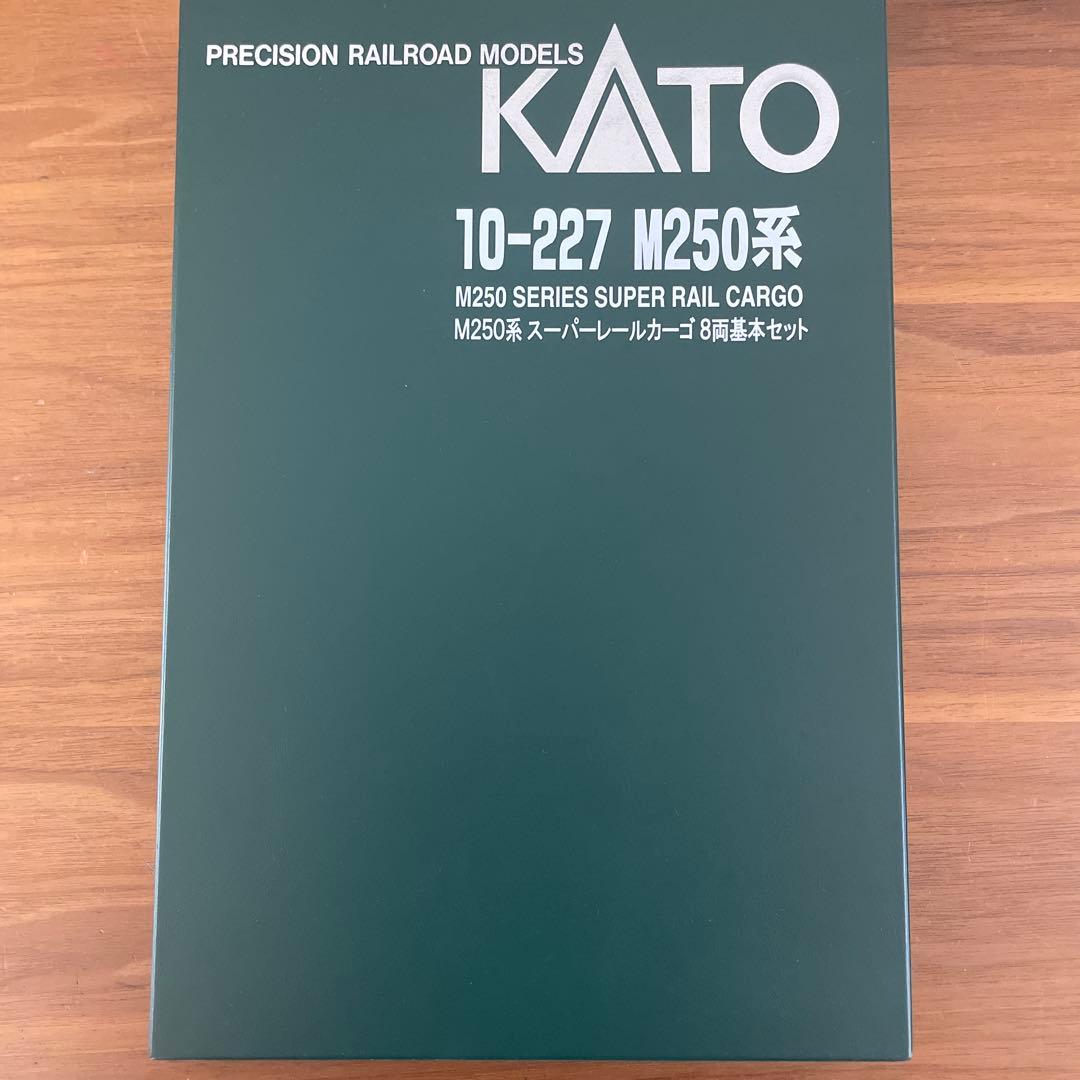 PRECISION RAILROAD MODELS
KATO
10-227 M250系
M250 SERIES SUPER RAIL CARGO
M250系 スーパーレールカーゴ 8両基本セット